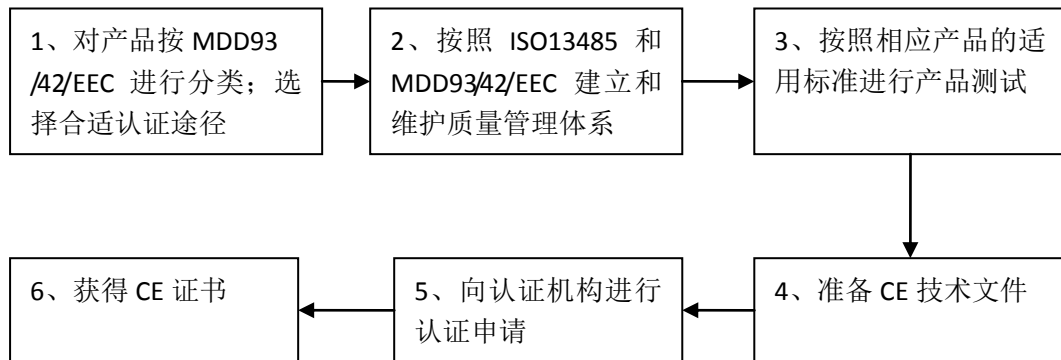 1、对产品按 MDD93
/42/EEC 进行分类；选
择合适认证途径
2、按照 ISO13485 和
MDD93/42/EEC 建立和
维护质量管理体系
3、按照相应产品的适
用标准进行产品测试
4、准备 CE 技术文件
5、向认证机构进行
认证申请
6、获得 CE 证书